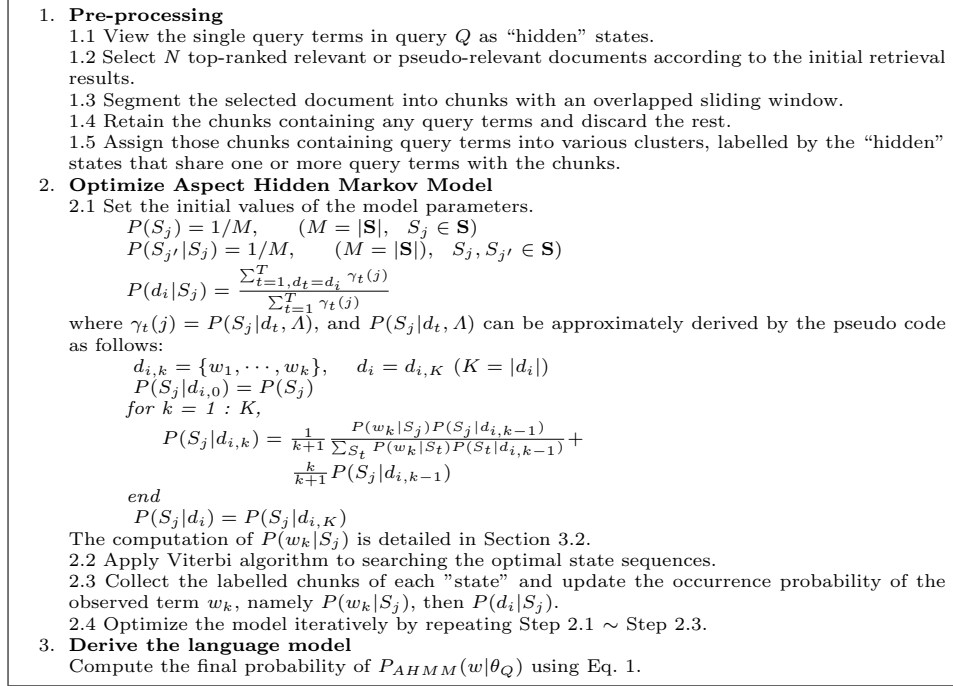 1. Pre-processing
1.1 View the single query terms in query Q as “hidden” states.
1.2 Select N top-ranked relevant or pseudo-relevant documents according to the initial retrieval
results.
1.3 Segment the selected document into chunks with an overlapped sliding window.
1.4 Retain the chunks containing any query terms and discard the rest.
1.5 Assign those chunks containing query terms into various clusters, labelled by the “hidden”
states that share one or more query terms with the chunks.
2. Optimize Aspect Hidden Markov Model
2.1 Set the initial values of the model parameters.
P(S_j) = 1/M, (M = |S|, S_j ∈ S)
P(S_{j′}|S_j) = 1/M, (M = |S|), S_j, S_{j′} ∈ S)
P(d_i|S_j) = \frac{\sum_{t=1,d_t=d_i}^{T} γ_t(j)}{\sum_{t=1}^{T} γ_t(j)}
where γ_t(j) = P(S_j|d_t, Λ), and P(S_j|d_t, Λ) can be approximately derived by the pseudo code
as follows:
d_{i,k} = {w_1, ⋯, w_k}, d_i = d_{i,K} (K = |d_i|)
P(S_j|d_{i,0}) = P(S_j)
for k = 1 : K,
P(S_j|d_{i,k}) = \frac{1}{k+1} \frac{P(w_k|S_j)P(S_j|d_{i,k−1})}{\sum_{S_t} P(w_k|S_t)P(S_t|d_{i,k−1})} +
\frac{k}{k+1} P(S_j|d_{i,k−1})
end
P(S_j|d_i) = P(S_j|d_{i,K})
The computation of P(w_k|S_j) is detailed in Section 3.2.
2.2 Apply Viterbi algorithm to searching the optimal state sequences.
2.3 Collect the labelled chunks of each "state" and update the occurrence probability of the
observed term w_k, namely P(w_k|S_j), then P(d_i|S_j).
2.4 Optimize the model iteratively by repeating Step 2.1 ∼ Step 2.3.
3. Derive the language model
Compute the final probability of P_{AHMM}(w|θ_Q) using Eq. 1.